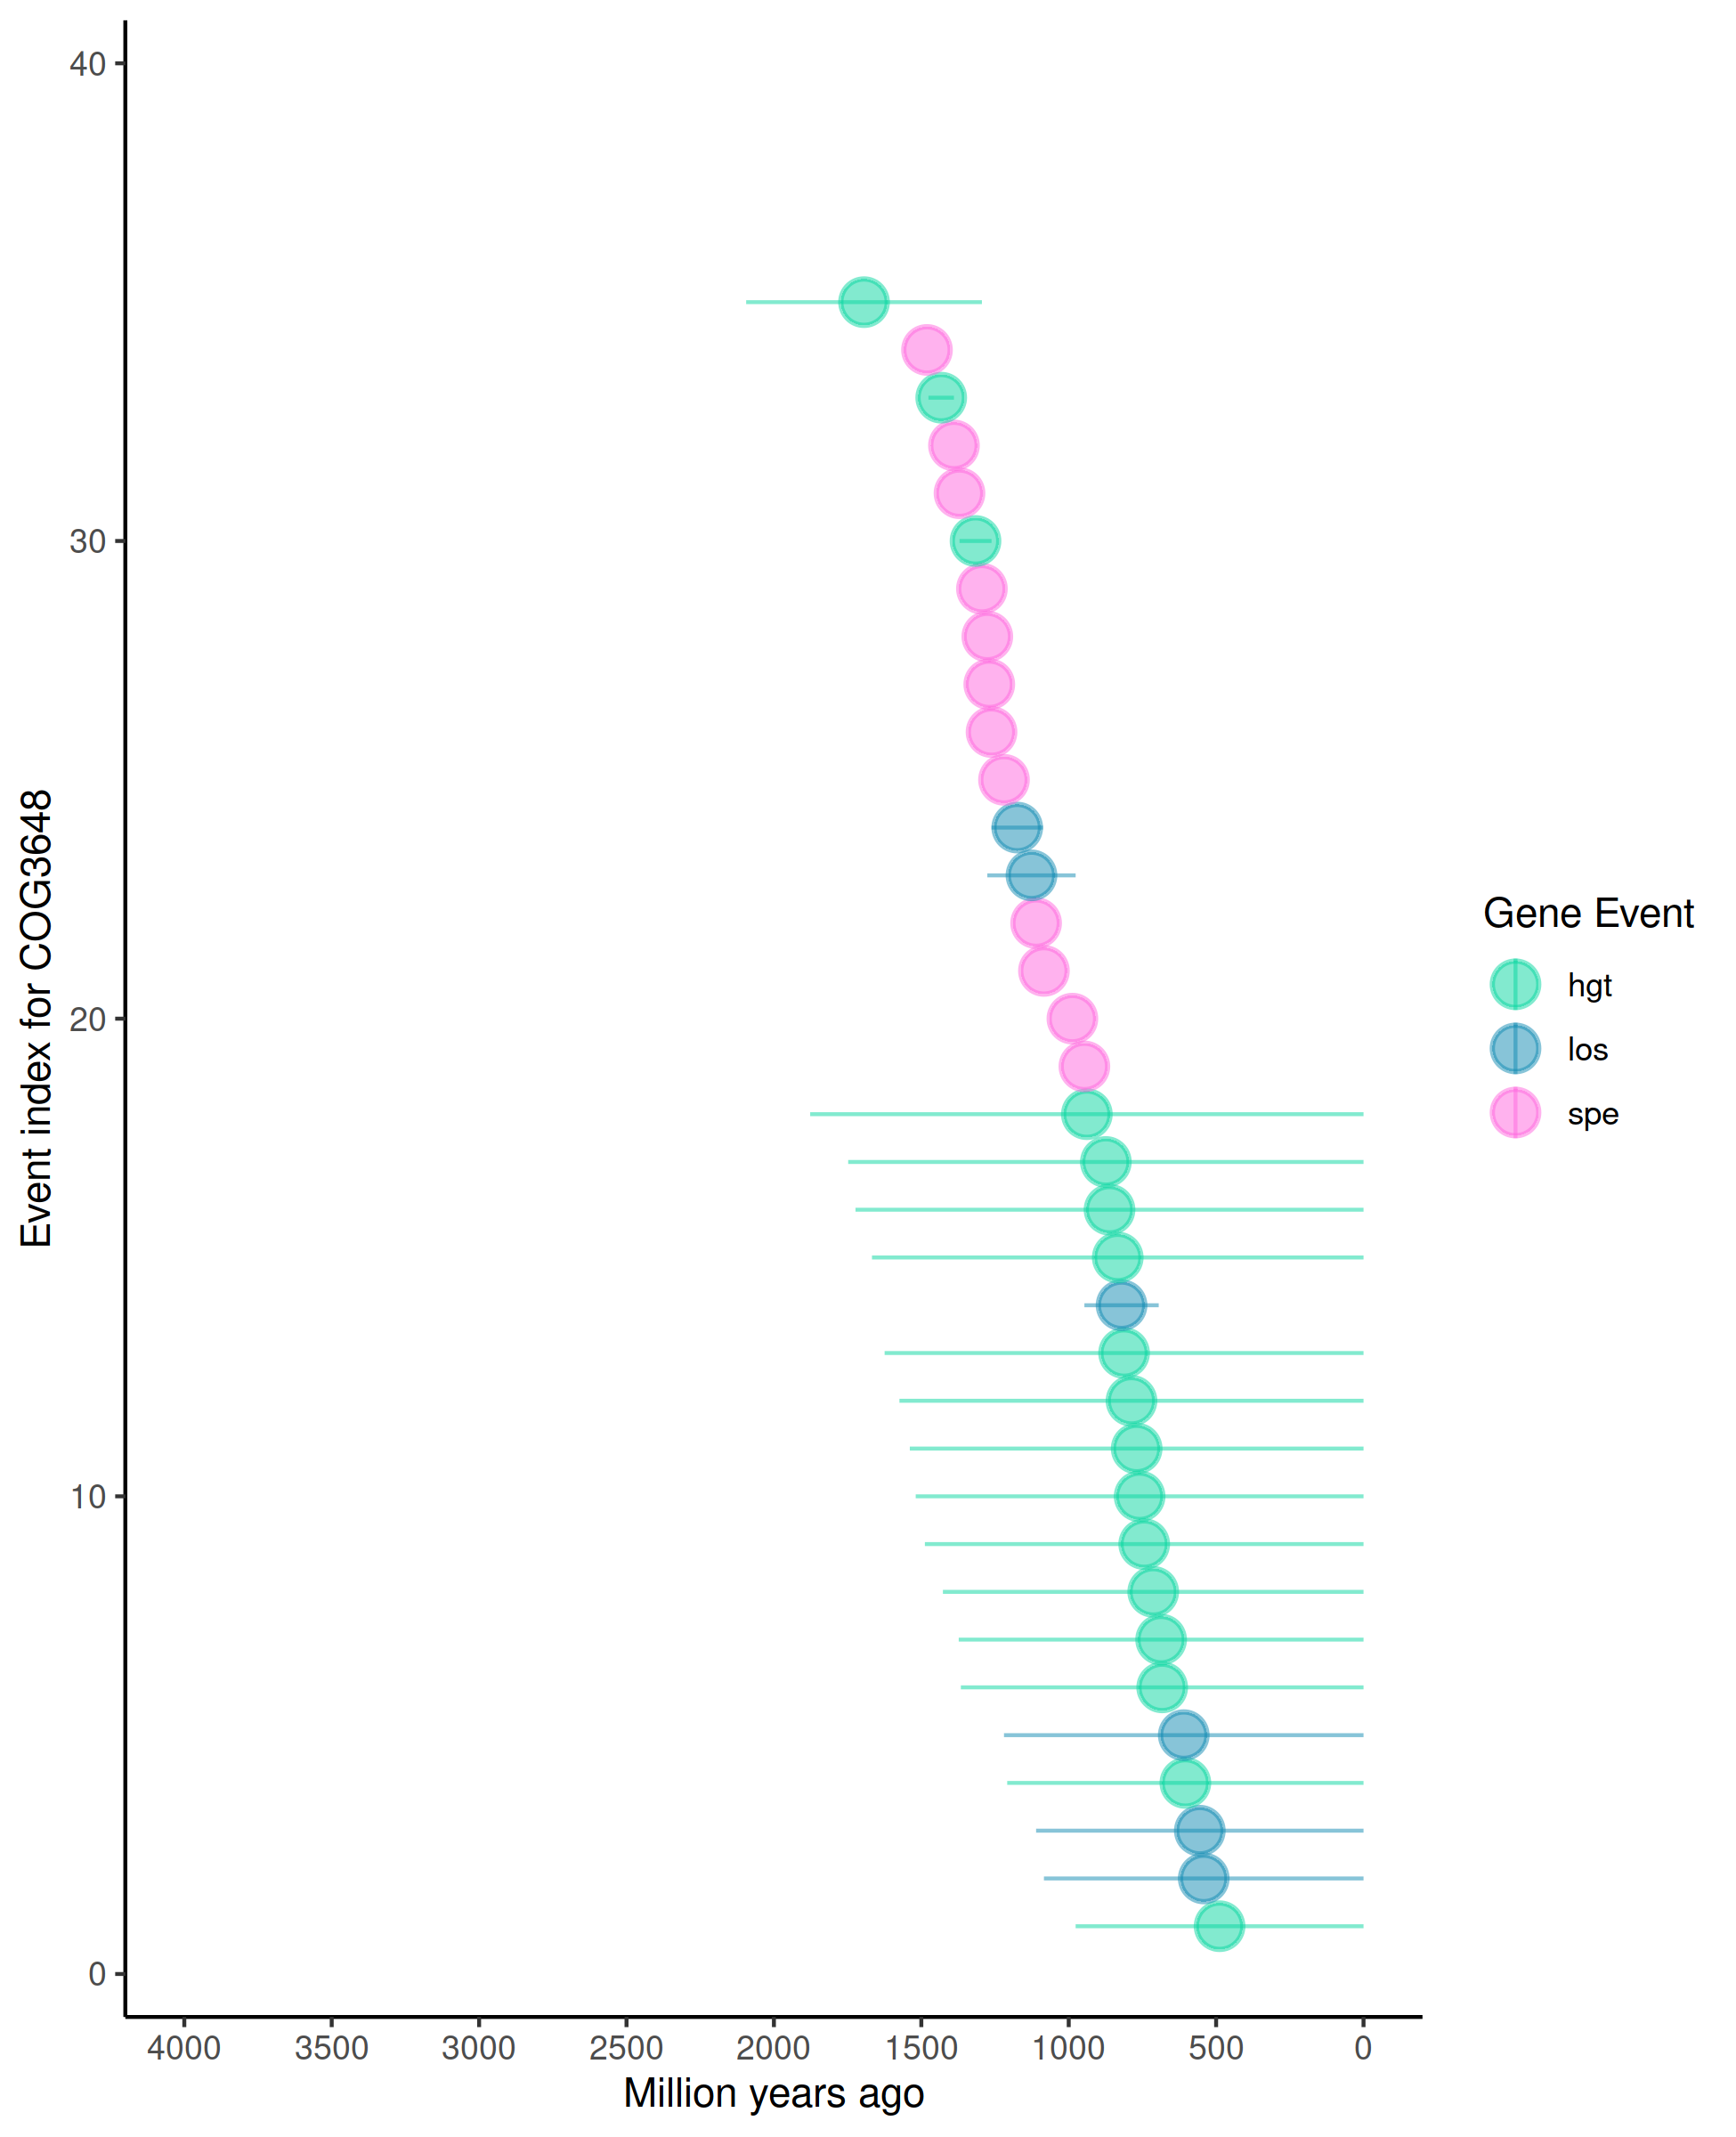 Event index for COG3648
40
30
20
10
0
4000 3500 3000 2500 2000 1500 1000 500 0
Million years ago
Gene Event
hgt
los
spe